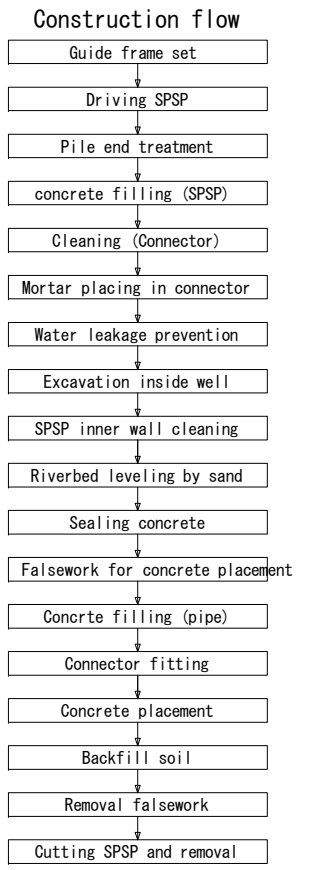 Construction flow
Guide frame set
Driving SPSP
Pile end treatment
concrete filling (SPSP)
Cleaning (Connector)
Mortar placing in connector
Water leakage prevention
Excavation inside well
SPSP inner wall cleaning
Riverbed leveling by sand
Sealing concrete
Falsework for concrete placement
Concrte filling (pipe)
Connector fitting
Concrete placement
Backfill soil
Removal falsework
Cutting SPSP and removal